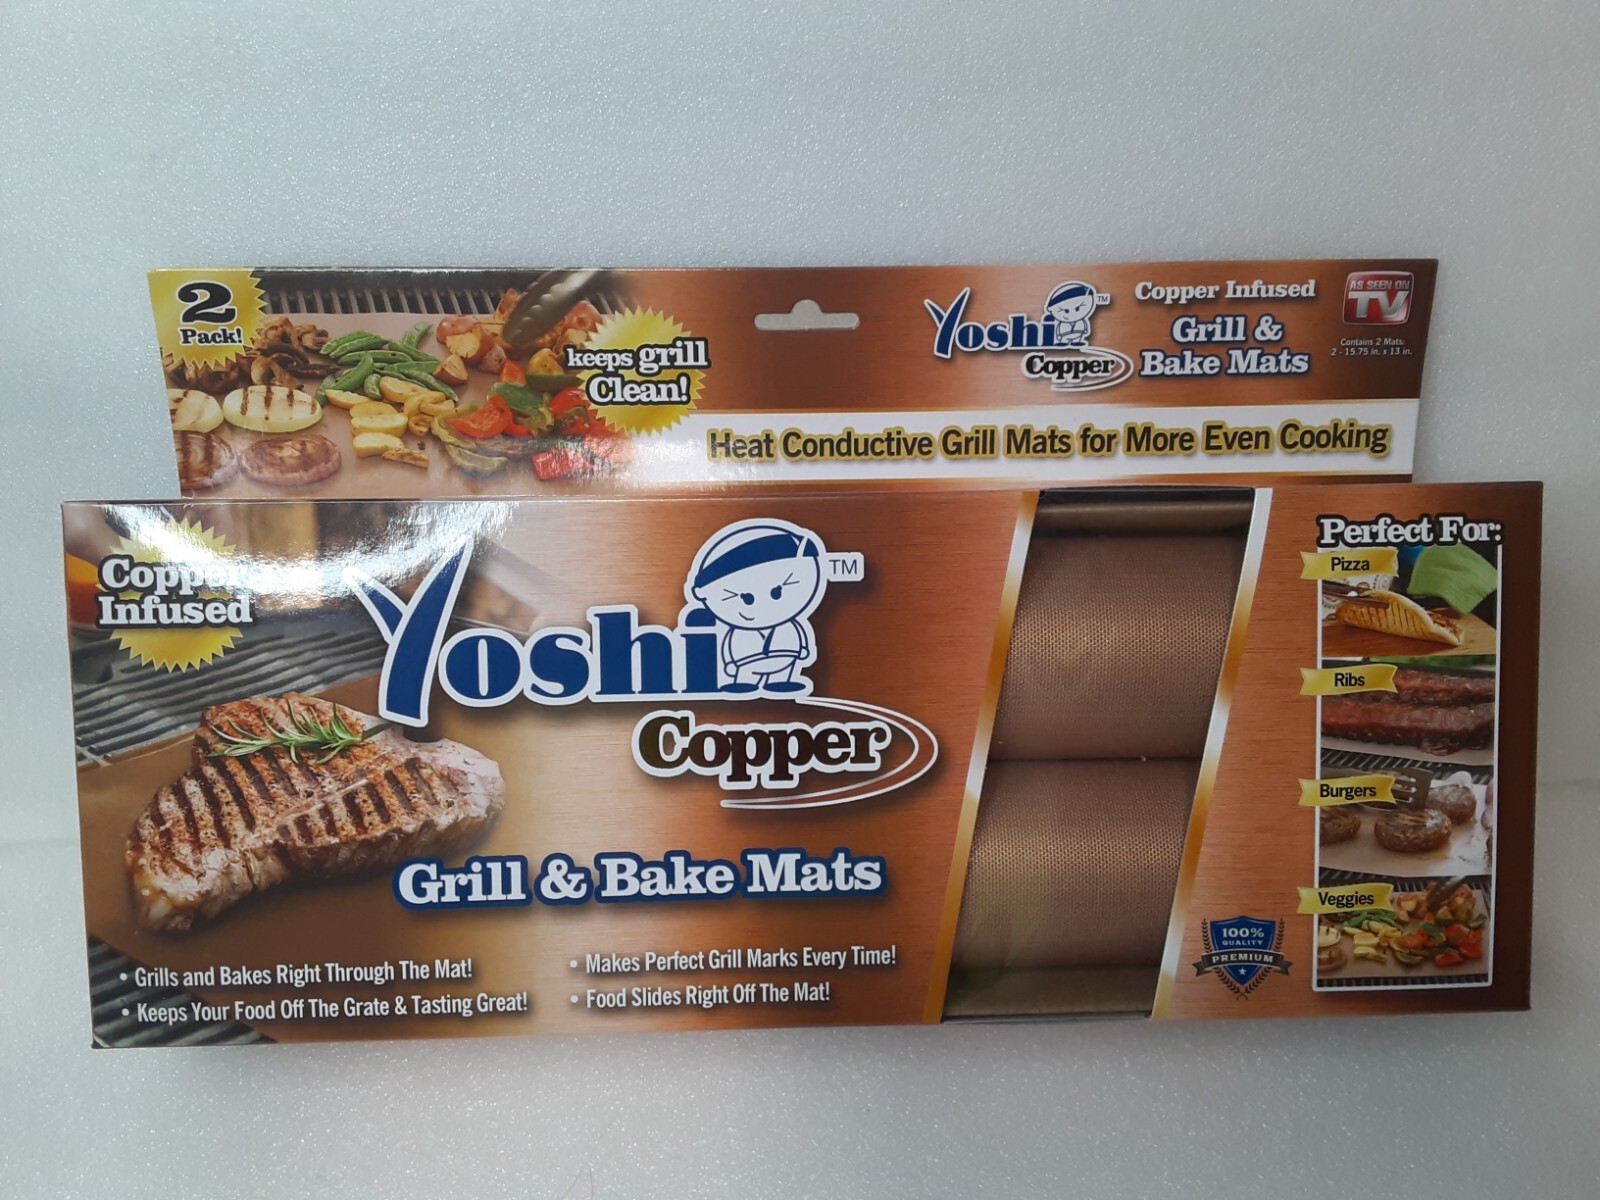 2
Pack!
keeps grill
Clean!
Yoshi TM
Copper
Copper Infused
Grill &
Bake Mats
AS SEEN ON
TV
Contains 2 Mats:
2 - 15.75 in. x 13 in.
Heat Conductive Grill Mats for More Even Cooking
Copper
Infused
Yoshi TM
Copper
Grill & Bake Mats
• Grills and Bakes Right Through The Mat!
• Keeps Your Food Off The Grate & Tasting Great!
• Makes Perfect Grill Marks Every Time!
• Food Slides Right Off The Mat!
100%
QUALITY
PREMIUM
Perfect For:
Pizza
Ribs
Burgers
Veggies